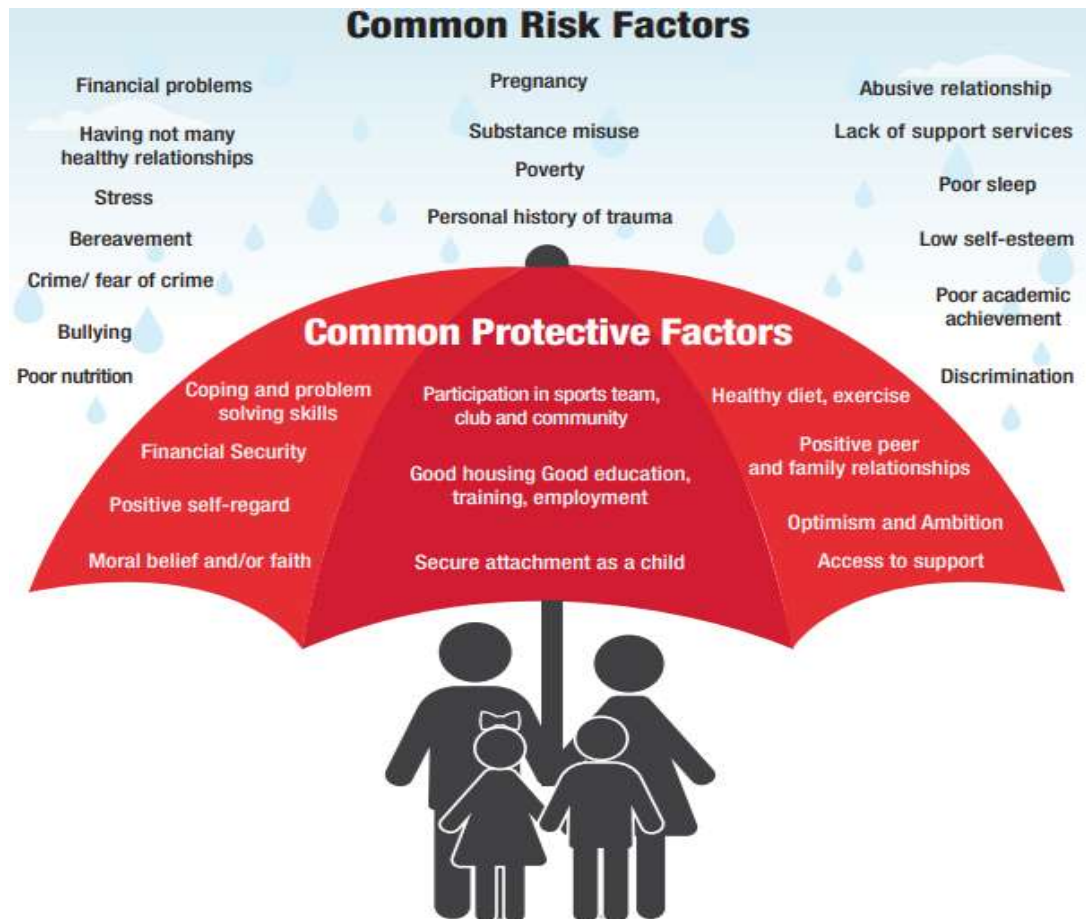 Common Risk Factors
Financial problems
Having not many
healthy relationships
Stress
Bereavement
Crime/ fear of crime
Bullying
Poor nutrition
Pregnancy
Substance misuse
Poverty
Personal history of trauma
Abusive relationship
Lack of support services
Poor sleep
Low self-esteem
Poor academic
achievement
Discrimination
Common Protective Factors
Coping and problem
solving skills
Financial Security
Positive self-regard
Moral belief and/or faith
Participation in sports team,
club and community
Good housing Good education,
training, employment
Secure attachment as a child
Healthy diet, exercise
Positive peer
and family relationships
Optimism and Ambition
Access to support